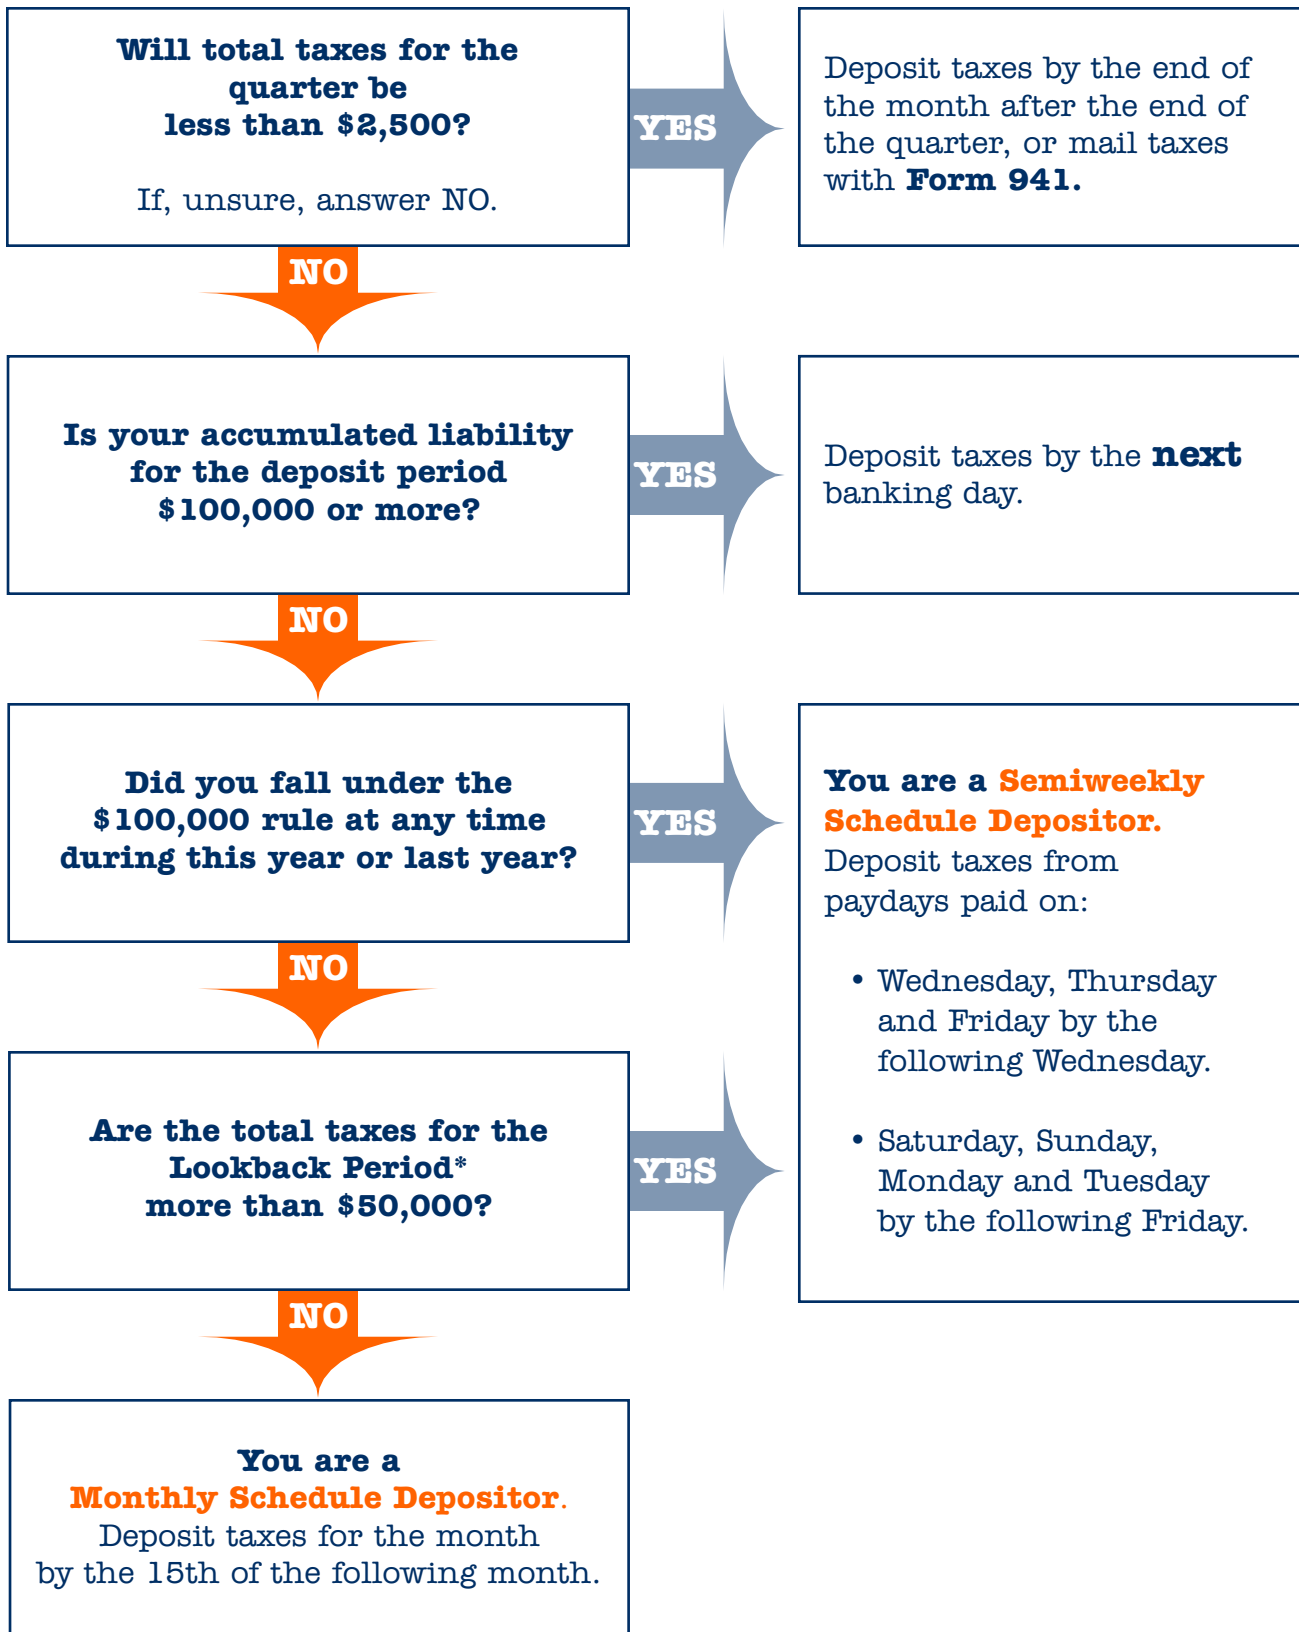 Will total taxes for the
quarter be
less than $2,500?
If, unsure, answer NO.
YES
Deposit taxes by the end of
the month after the end of
the quarter, or mail taxes
with Form 941.
NO
Is your accumulated liability
for the deposit period
$100,000 or more?
YES
Deposit taxes by the next
banking day.
NO
Did you fall under the
$100,000 rule at any time
during this year or last year?
YES
You are a Semiweekly
Schedule Depositor.
Deposit taxes from
paydays paid on:
• Wednesday, Thursday
and Friday by the
following Wednesday.
• Saturday, Sunday,
Monday and Tuesday
by the following Friday.
NO
Are the total taxes for the
Lookback Period*
more than $50,000?
YES
NO
You are a
Monthly Schedule Depositor.
Deposit taxes for the month
by the 15th of the following month.